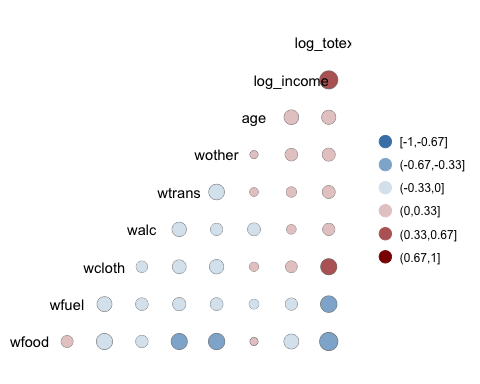 log_totex
log_income
age
wother
wtrans
walc
wcloth
wfuel
wfood
[-1,-0.67]
(-0.67,-0.33]
(-0.33,0]
(0,0.33]
(0.33,0.67]
(0.67,1]